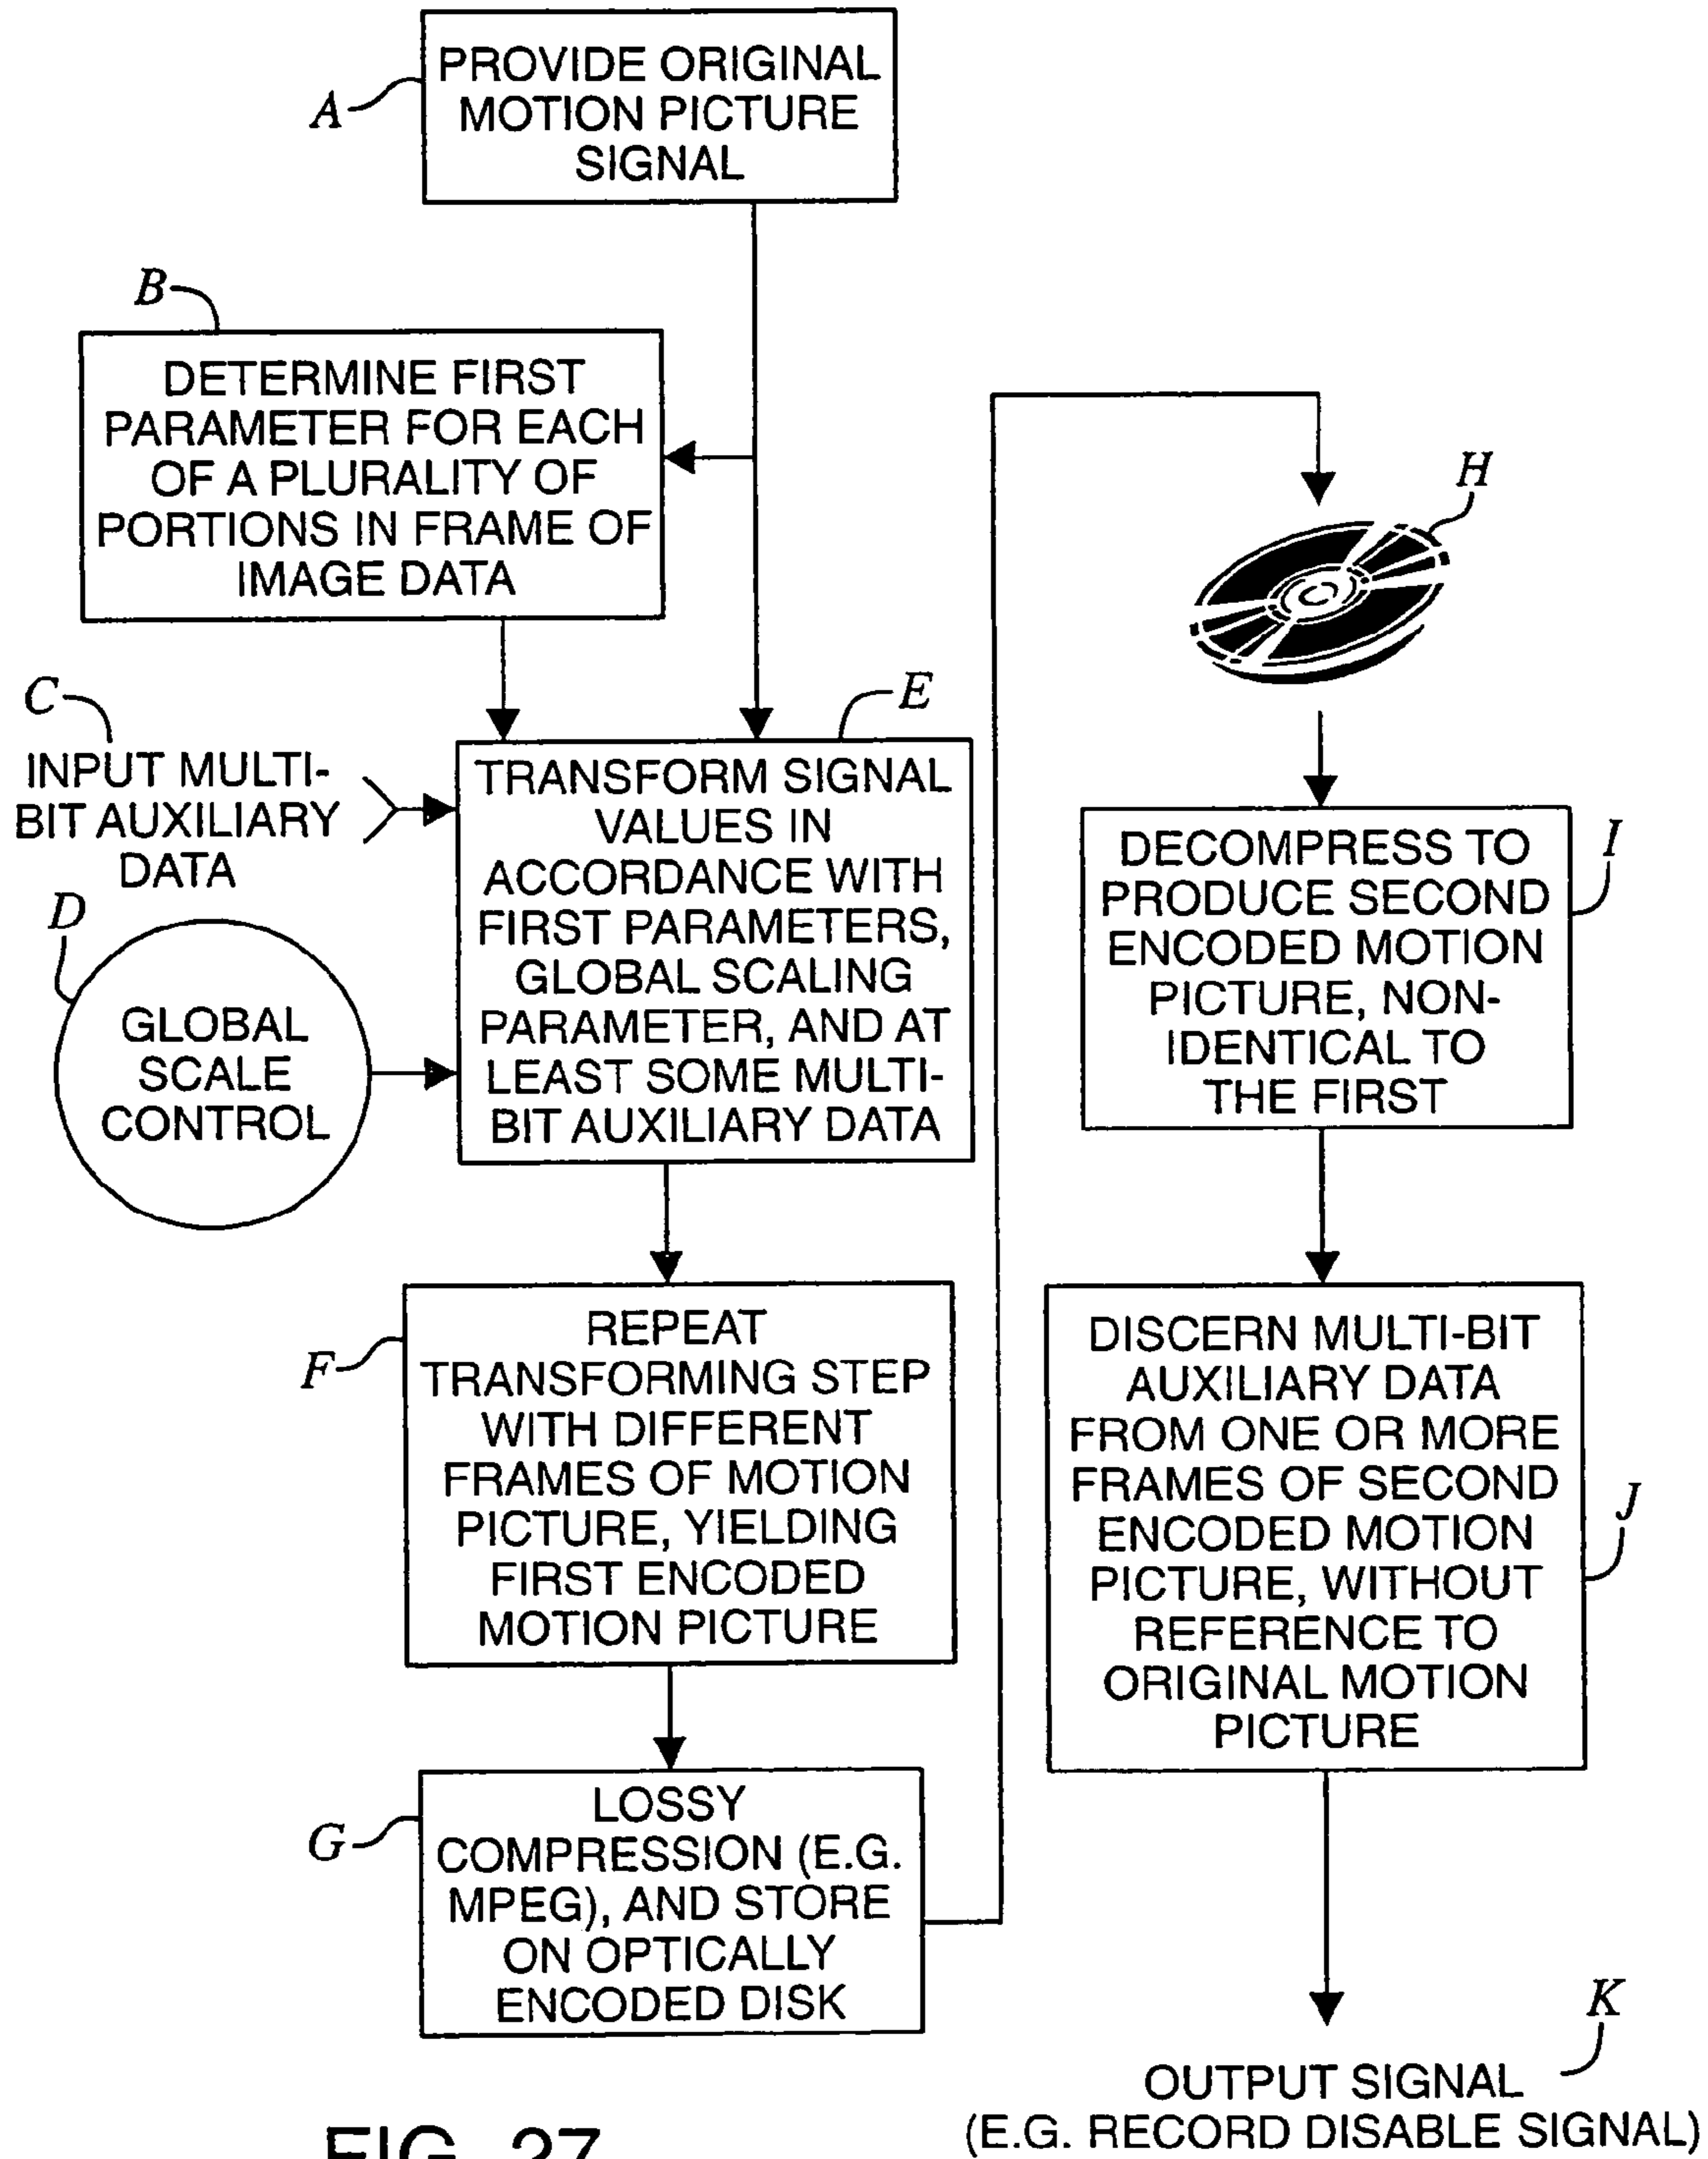 A
PROVIDE ORIGINAL
MOTION PICTURE
SIGNAL
B
DETERMINE FIRST
PARAMETER FOR EACH
OF A PLURALITY OF
PORTIONS IN FRAME OF
IMAGE DATA
C
INPUT MULTI-
BIT AUXILIARY
DATA
D
GLOBAL
SCALE
CONTROL
E
TRANSFORM SIGNAL
VALUES IN
ACCORDANCE WITH
FIRST PARAMETERS,
GLOBAL SCALING
PARAMETER, AND AT
LEAST SOME MULTI-
BIT AUXILIARY DATA
F
REPEAT
TRANSFORMING STEP
WITH DIFFERENT
FRAMES OF MOTION
PICTURE, YIELDING
FIRST ENCODED
MOTION PICTURE
G
LOSSY
COMPRESSION (E.G.
MPEG), AND STORE
ON OPTICALLY
ENCODED DISK
H
I
DECOMPRESS TO
PRODUCE SECOND
ENCODED MOTION
PICTURE, NON-
IDENTICAL TO
THE FIRST
J
DISCERN MULTI-BIT
AUXILIARY DATA
FROM ONE OR MORE
FRAMES OF SECOND
ENCODED MOTION
PICTURE, WITHOUT
REFERENCE TO
ORIGINAL MOTION
PICTURE
K
OUTPUT SIGNAL
(E.G. RECORD DISABLE SIGNAL)
FIG. 27